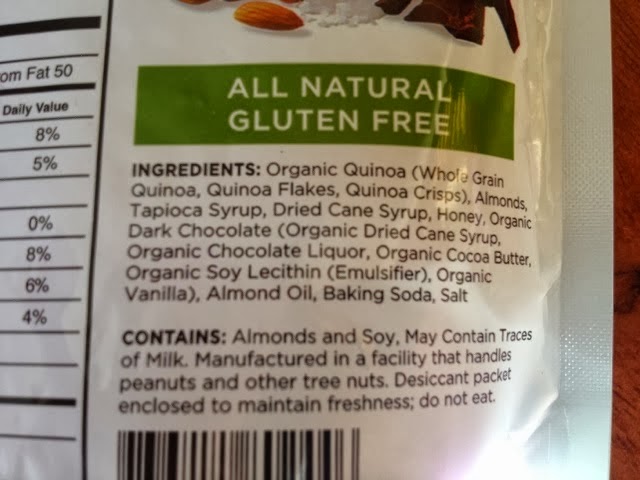 om Fat 50
Daily Value
8%
5%
0%
8%
6%
4%
ALL NATURAL
GLUTEN FREE
INGREDIENTS: Organic Quinoa (Whole Grain
Quinoa, Quinoa Flakes, Quinoa Crisps), Almonds,
Tapioca Syrup, Dried Cane Syrup, Honey, Organic
Dark Chocolate (Organic Dried Cane Syrup,
Organic Chocolate Liquor, Organic Cocoa Butter,
Organic Soy Lecithin (Emulsifier), Organic
Vanilla), Almond Oil, Baking Soda, Salt
CONTAINS: Almonds and Soy, May Contain Traces
of Milk. Manufactured in a facility that handles
peanuts and other tree nuts. Desiccant packet
enclosed to maintain freshness; do not eat.